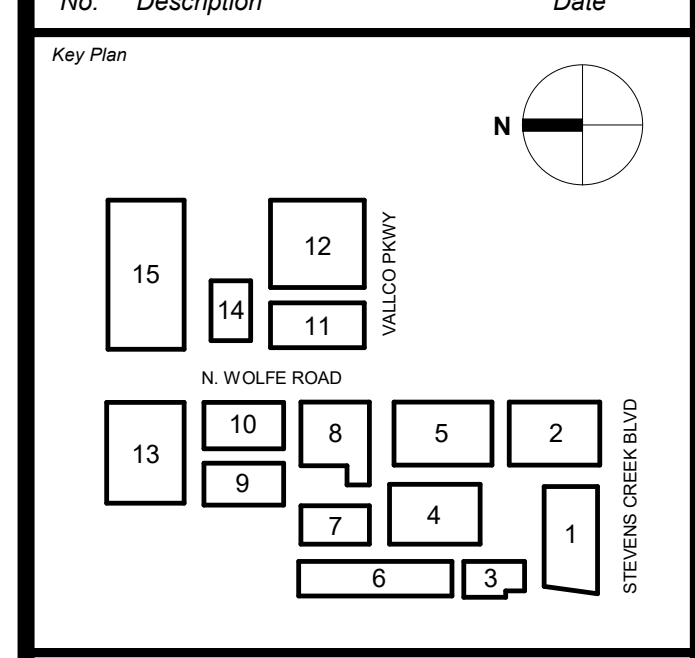 No. Description Date
Key Plan
N
12
VALLCO PKWY
15
14
11
N. WOLFE ROAD
10
8
5
2
STEVENS CREEK BLVD
13
9
4
7
1
6
3